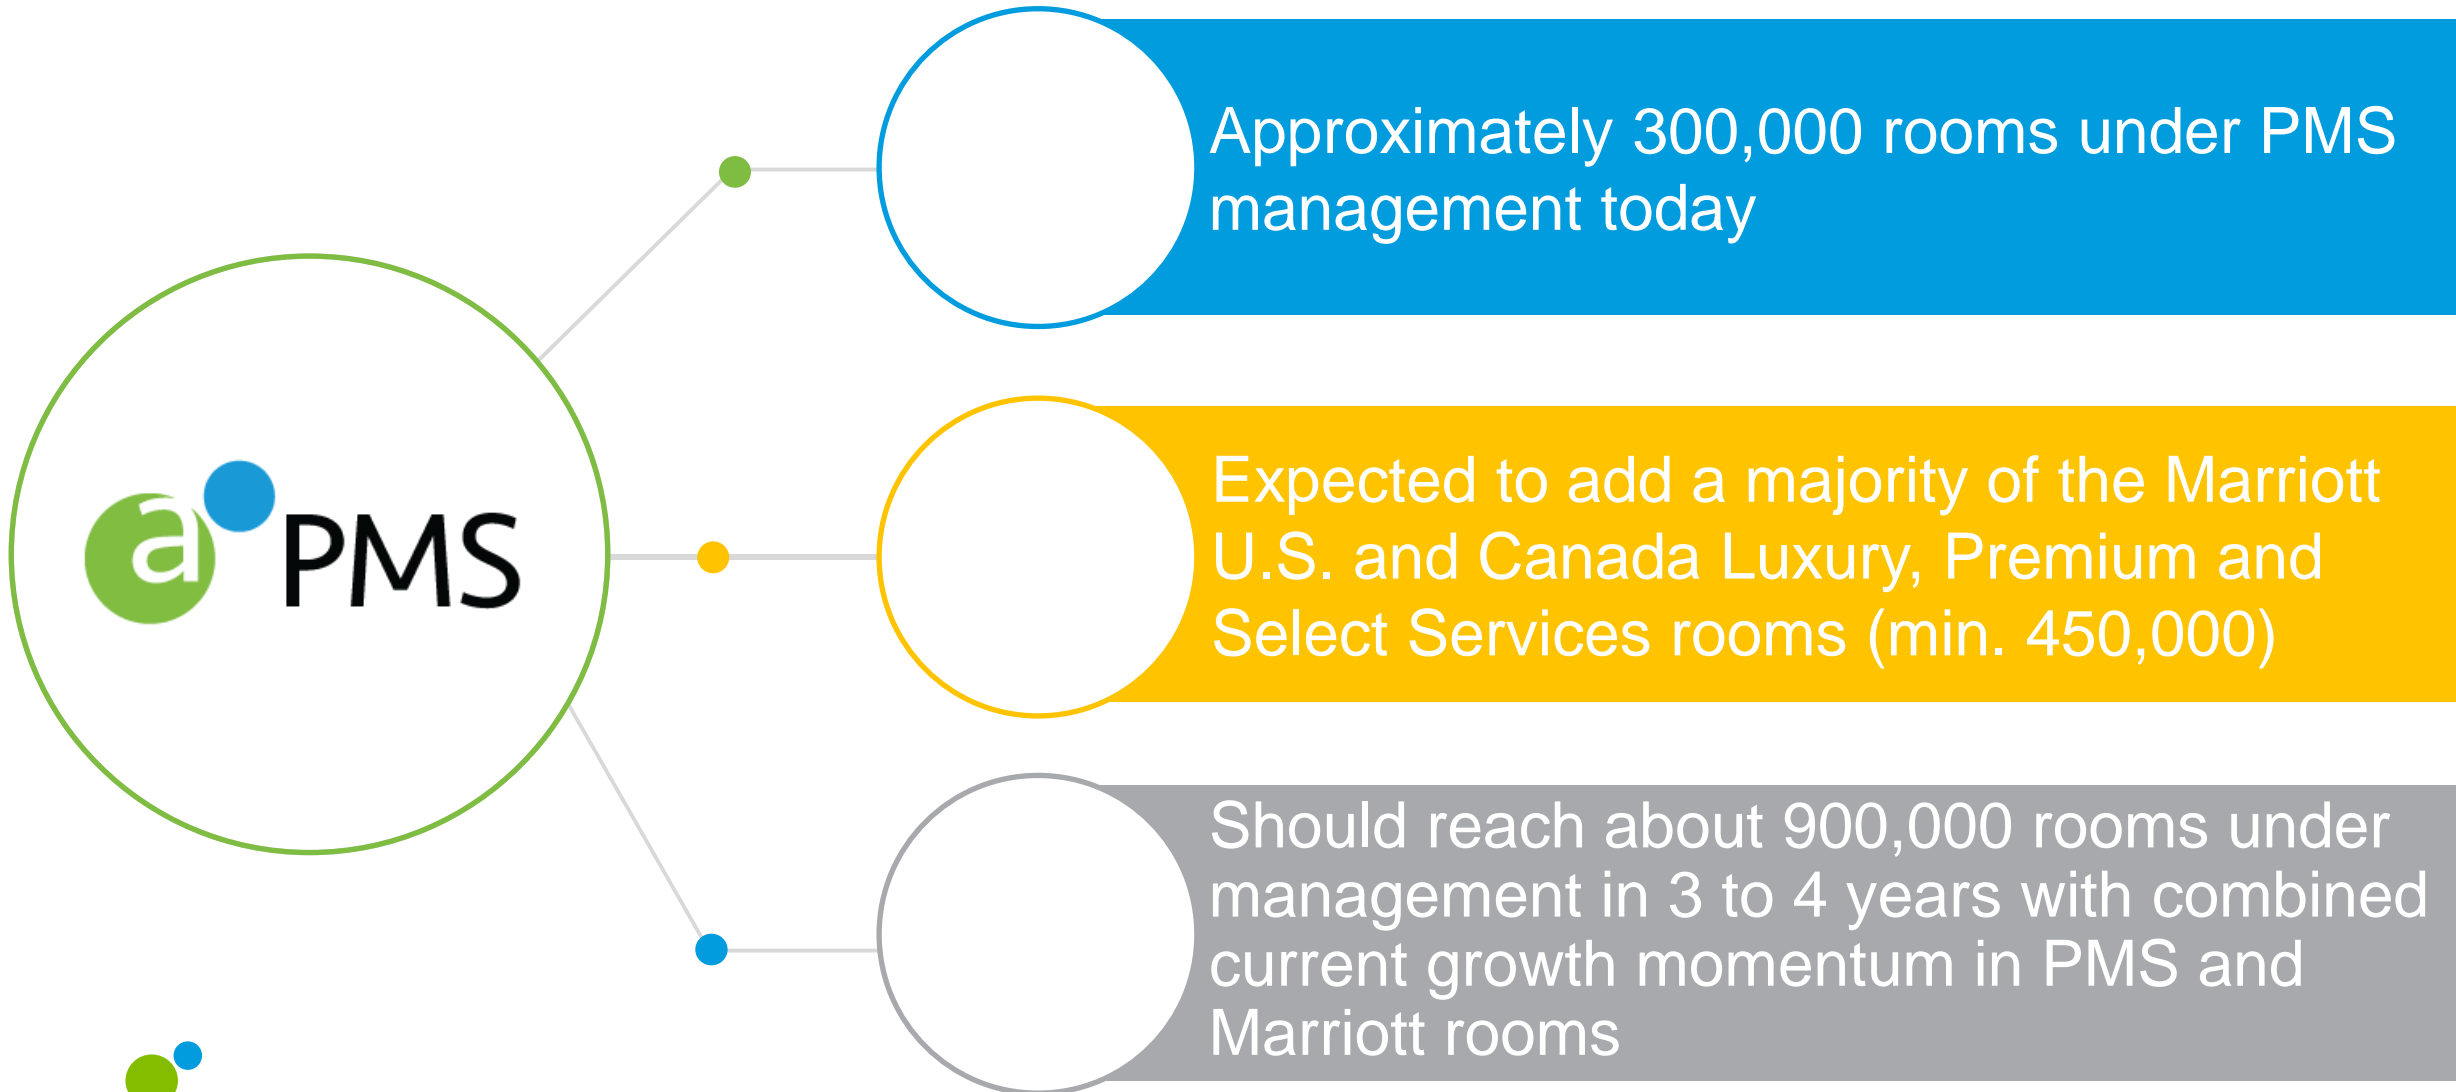 a PMS
Approximately 300,000 rooms under PMS
management today
Expected to add a majority of the Marriott
U.S. and Canada Luxury, Premium and
Select Services rooms (min. 450,000)
Should reach about 900,000 rooms under
management in 3 to 4 years with combined
current growth momentum in PMS and
Marriott rooms